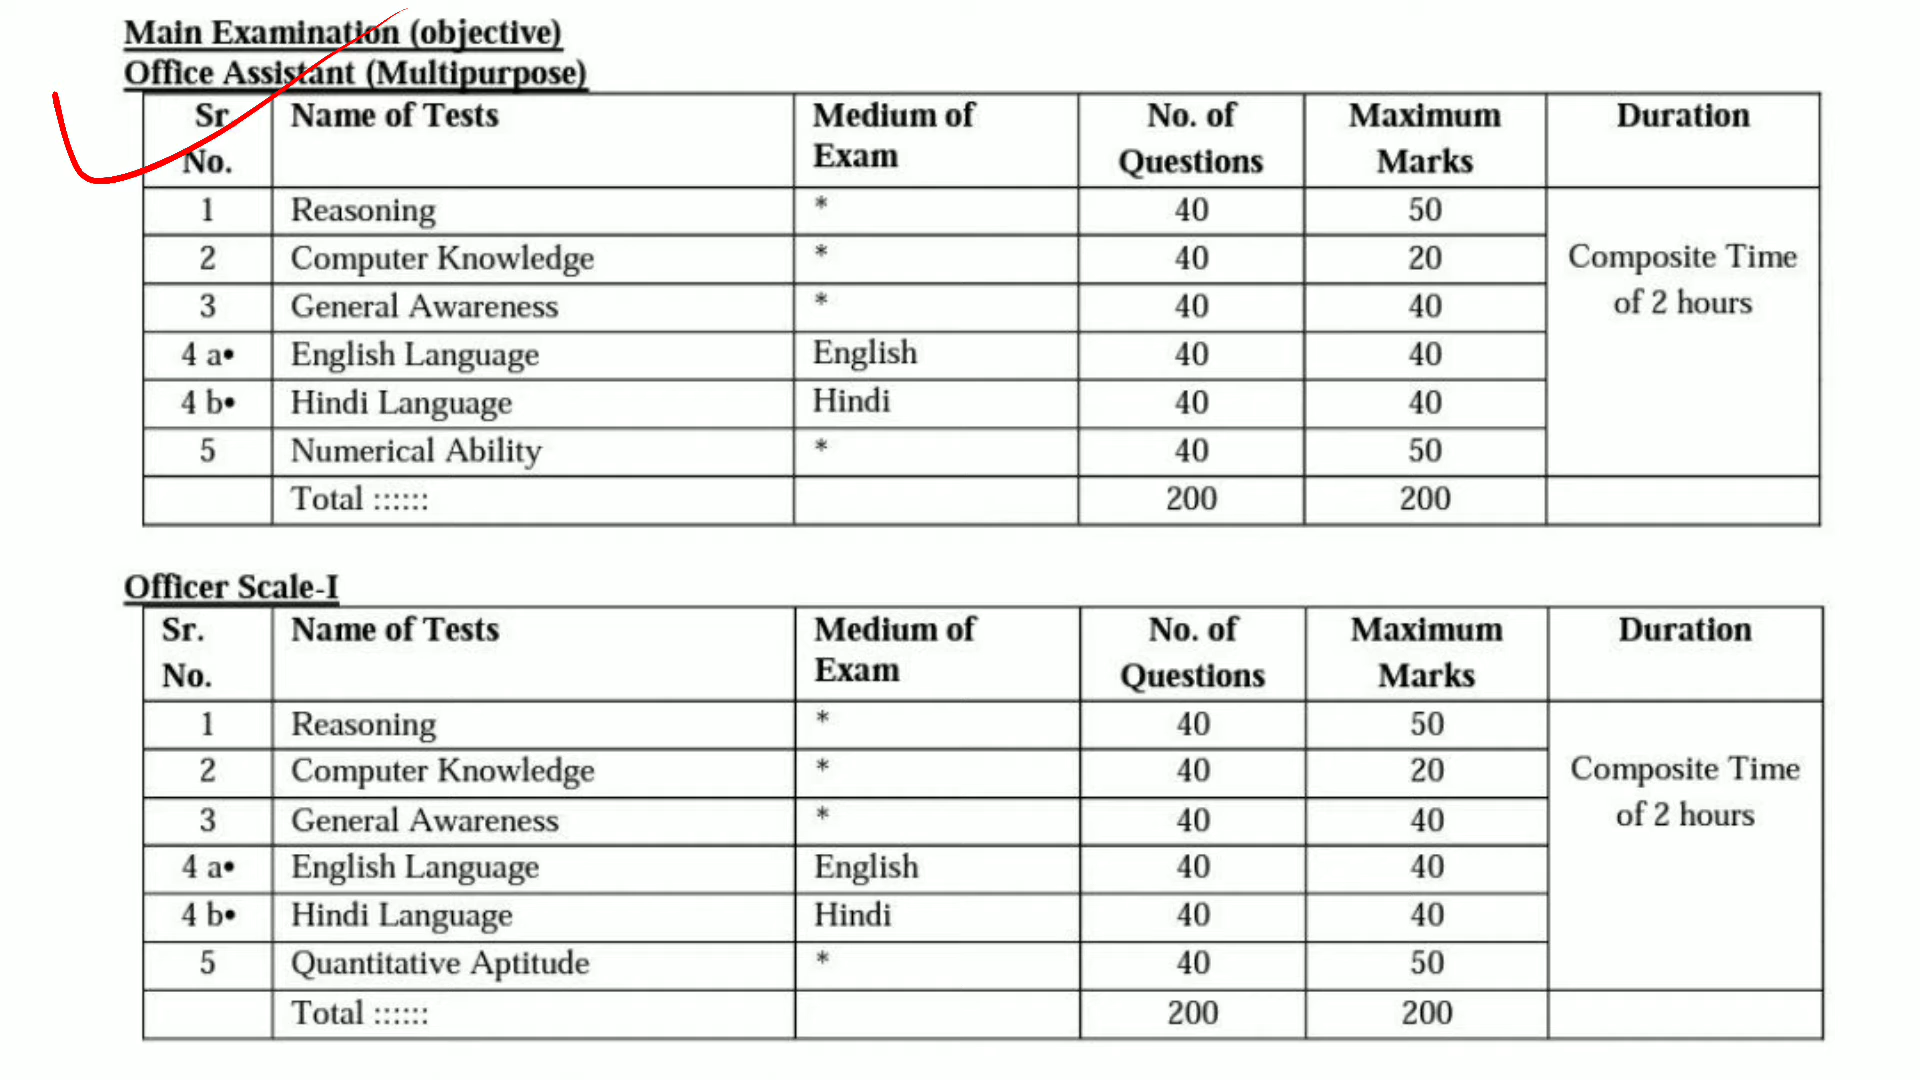 Main Examination (objective)
Office Assistant (Multipurpose)
Sr No. Name of Tests Medium of Exam No. of Questions Maximum Marks Duration
1 Reasoning * 40 50 Composite Time of 2 hours
2 Computer Knowledge * 40 20
3 General Awareness * 40 40
4 a• English Language English 40 40
4 b• Hindi Language Hindi 40 40
5 Numerical Ability * 40 50
Total :::::: 200 200
Officer Scale-I
Sr. No. Name of Tests Medium of Exam No. of Questions Maximum Marks Duration
1 Reasoning * 40 50 Composite Time of 2 hours
2 Computer Knowledge * 40 20
3 General Awareness * 40 40
4 a• English Language English 40 40
4 b• Hindi Language Hindi 40 40
5 Quantitative Aptitude * 40 50
Total :::::: 200 200